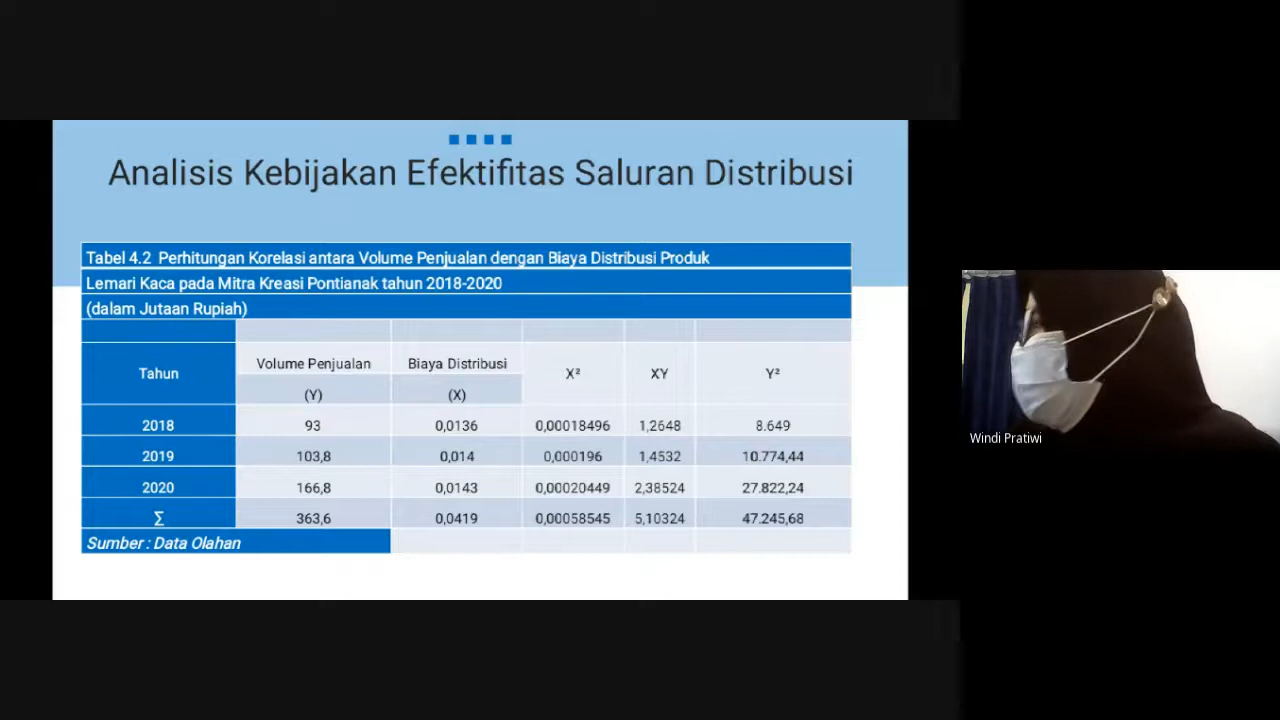 Analisis Kebijakan Efektifitas Saluran Distribusi
Tabel 4.2 Perhitungan Korelasi antara Volume Penjualan dengan Biaya Distribusi Produk
Lemari Kaca pada Mitra Kreasi Pontianak tahun 2018-2020
(dalam Jutaan Rupiah)
Tahun Volume Penjualan (Y) Biaya Distribusi (X) X² XY Y²
2018 93 0,0136 0,00018496 1,2648 8.649
2019 103,8 0,014 0,000196 1,4532 10.774,44
2020 166,8 0,0143 0,00020449 2,38524 27.822,24
∑ 363,6 0,0419 0,00058545 5,10324 47.245,68
Sumber : Data Olahan
Windi Pratiwi